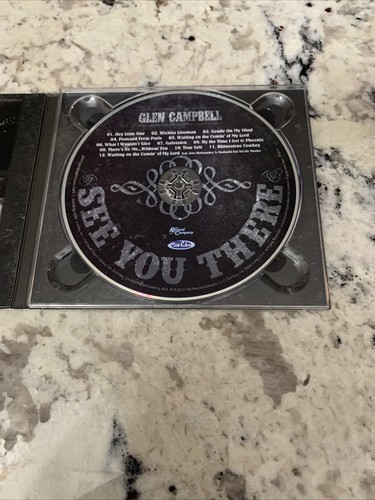 GLEN CAMPBELL
01. Hey Little One 02. Wichita Lineman 03. Gentle On My Mind
04. Postcard From Paris 05. Waiting on the Comin' of My Lord
06. What I Wouldn't Give 07. Galveston 08. By the Time I Get to Phoenix
09. There's No Me... Without You 10. True Grit 11. Rhinestone Cowboy
12. Waiting on the Comin' of My Lord
SEE YOU THERE
Surfdog
Record
Company